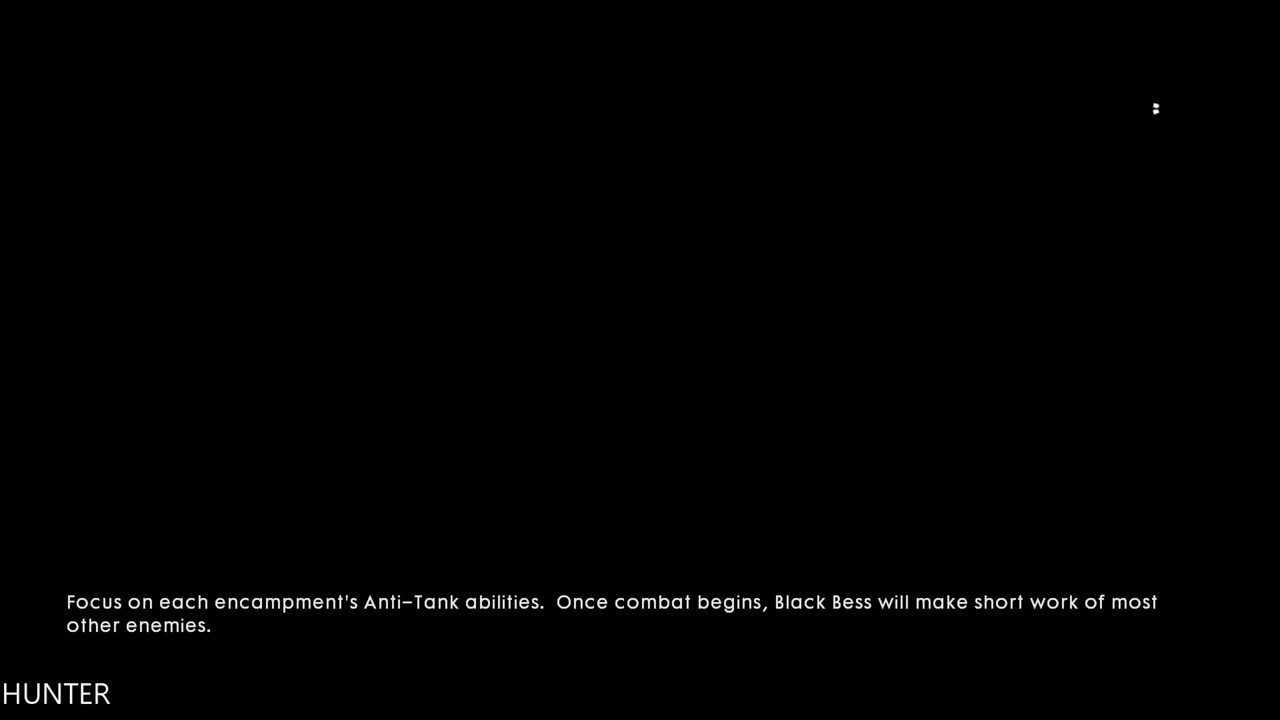 Focus on each encampment's Anti-Tank abilities.  Once combat begins, Black Bess will make short work of most
other enemies.
HUNTER